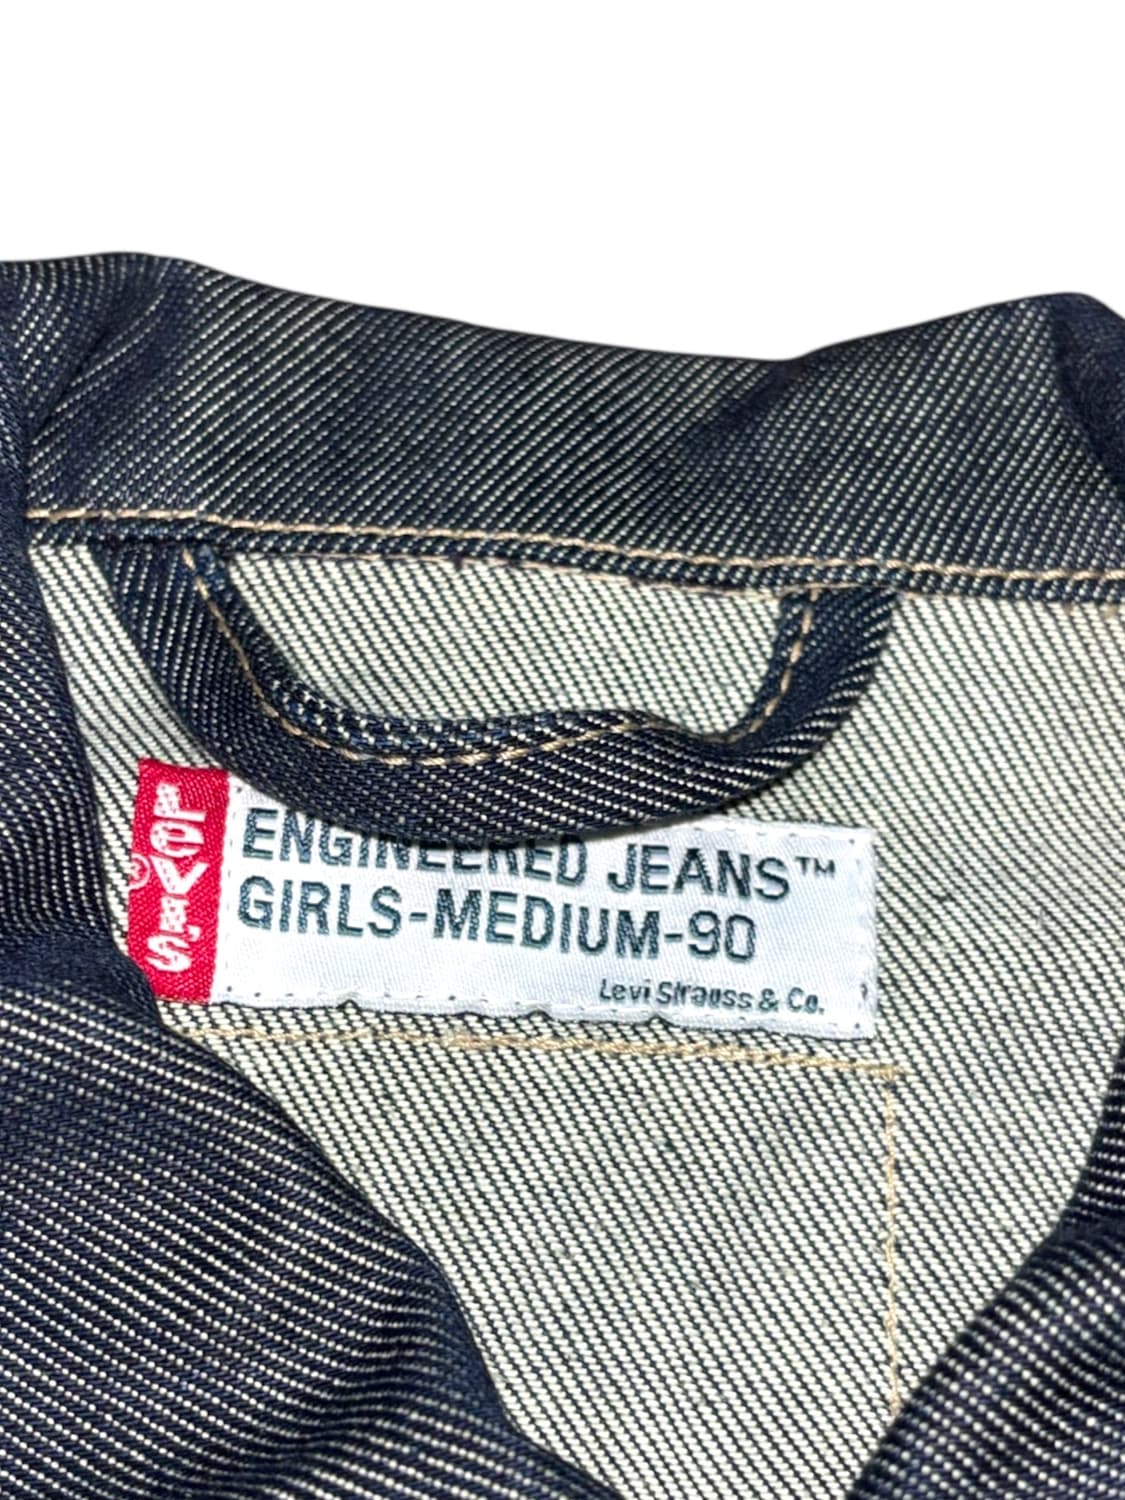 LEVI'S®
ENGINEERED JEANS™
GIRLS-MEDIUM-90
Levi Strauss & Co.